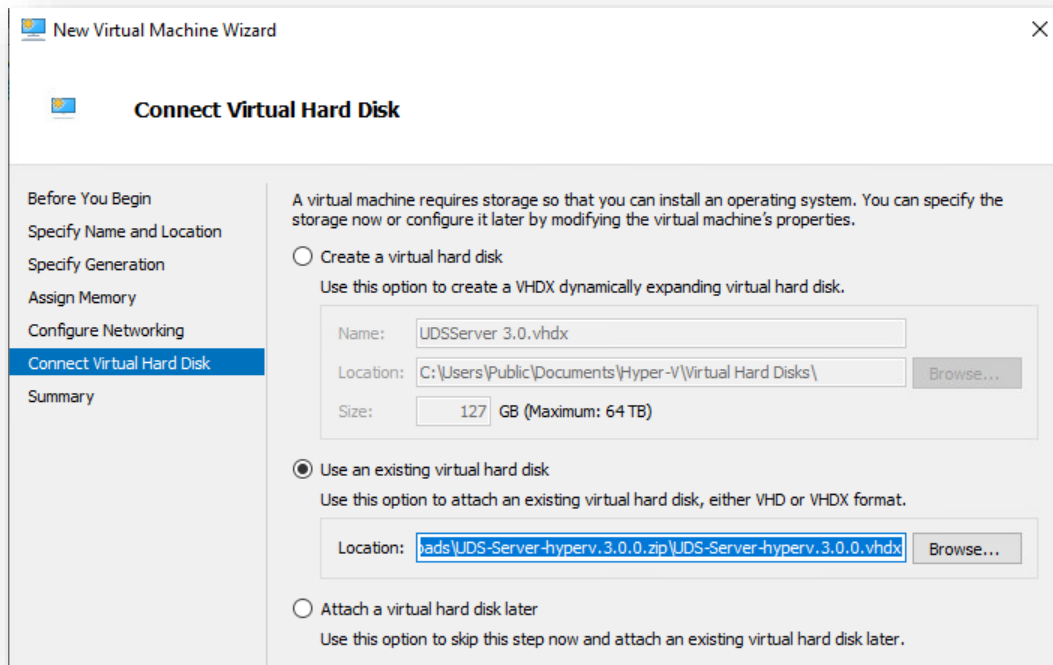 New Virtual Machine Wizard
Connect Virtual Hard Disk
Before You Begin
Specify Name and Location
Specify Generation
Assign Memory
Configure Networking
Connect Virtual Hard Disk
Summary
A virtual machine requires storage so that you can install an operating system. You can specify the
storage now or configure it later by modifying the virtual machine's properties.
Create a virtual hard disk
Use this option to create a VHDX dynamically expanding virtual hard disk.
Name: UDSServer 3.0.vhdx
Location: C:\Users\Public\Documents\Hyper-V\Virtual Hard Disks\ Browse...
Size: 127 GB (Maximum: 64 TB)
Use an existing virtual hard disk
Use this option to attach an existing virtual hard disk, either VHD or VHDX format.
Location: oads\UDS-Server-hyperv.3.0.0.zip\UDS-Server-hyperv.3.0.0.vhdx Browse...
Attach a virtual hard disk later
Use this option to skip this step now and attach an existing virtual hard disk later.